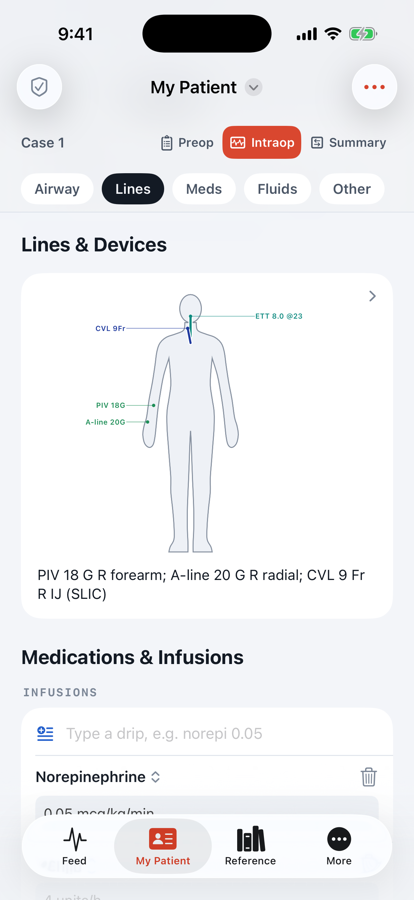 9:41
My Patient
Case 1
Preop
Intraop
Summary
Airway
Lines
Meds
Fluids
Other
Lines & Devices
ETT 8.0 @23
CVL 9Fr
PIV 18G
A-line 20G
PIV 18 G R forearm; A-line 20 G R radial; CVL 9 Fr
R IJ (SLIC)
Medications & Infusions
INFUSIONS
Type a drip, e.g. norepi 0.05
Norepinephrine
0.05 mcg/kg/min
Feed
My Patient
Reference
More
4 units/h